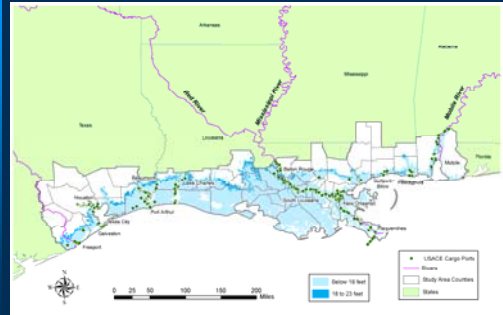 Arkansas
Alabama
Mississippi
Red River
Mississippi River
Mobile River
Texas
Louisiana
Baton Rouge
Mobile
Florida
Beaumont
Lake Charles
Biloxi
Pascagoula
Houston
South Louisiana
New Orleans
Port Arthur
Texas City
Galveston
Plaquemines
Freeport
N
W
E
S
0 50 100 150 200
Miles
Below 18 feet
18 to 23 feet
USACE Cargo Ports
Rivers
Study Area Counties
States